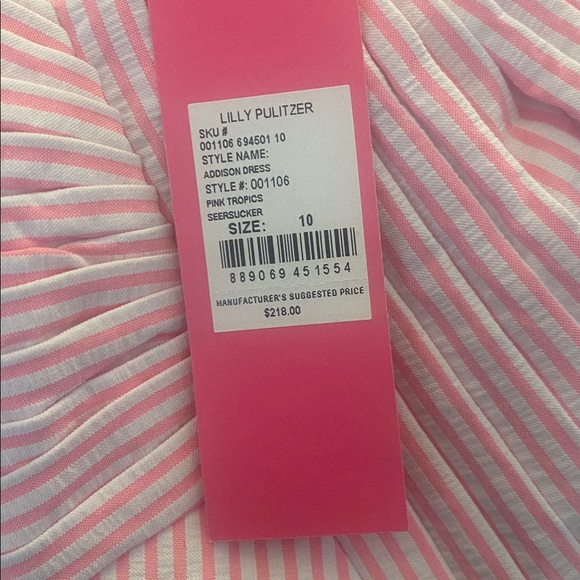 LILLY PULITZER
SKU #
001106 694501 10
STYLE NAME:
ADDISON DRESS
STYLE #: 001106
PINK TROPICS
SEERSUCKER
SIZE: 10
889069 451554
MANUFACTURER'S SUGGESTED PRICE
$218.00